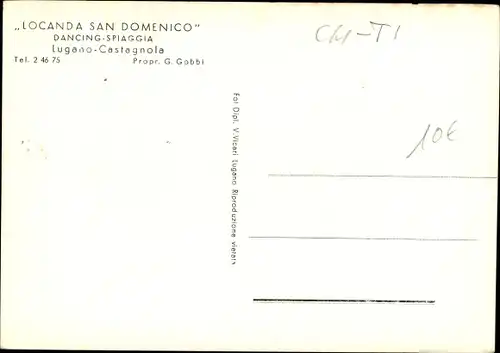 „LOCANDA SAN DOMENICO"
DANCING-SPIAGGIA
Lugano-Castagnola
Tel. 2 46 75 Propr. G. Gobbi
Fot Dipl. V. Vicari Lugano Riproduzione vietata
CH-TI
10€